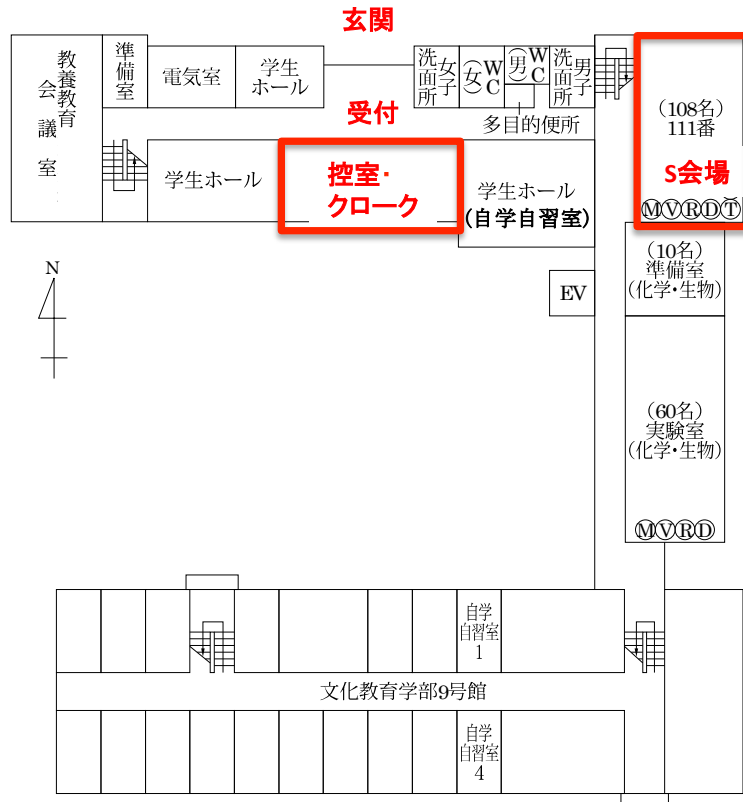 玄関
教養教育
会議室
準備室
電気室
学生
ホール
女子
洗面所
WC
(女)
WC
(男)
男子
洗面所
多目的便所
受付
(108名)
111番
S会場
ⓂⓋⓇⒹⓉ
学生ホール
控室・
クローク
学生ホール
(自学自習室)
(10名)
準備室
(化学・生物)
N
EV
(60名)
実験室
(化学・生物)
ⓂⓋⓇⒹ
自学
自習室
1
文化教育学部9号館
自学
自習室
4